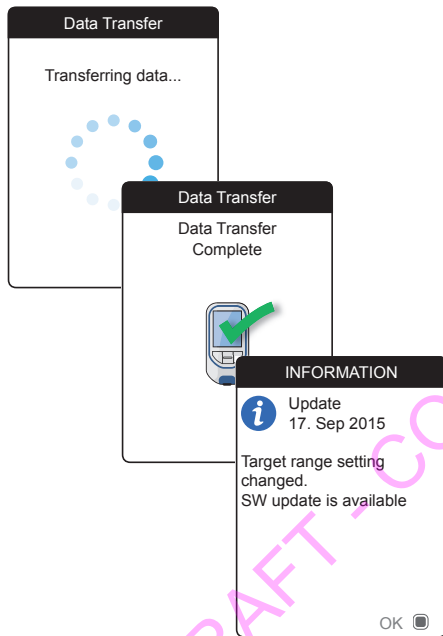 Data Transfer
Transferring data...
Data Transfer
Data Transfer
Complete
INFORMATION
Update
17. Sep 2015
Target range setting
changed.
SW update is available
OK